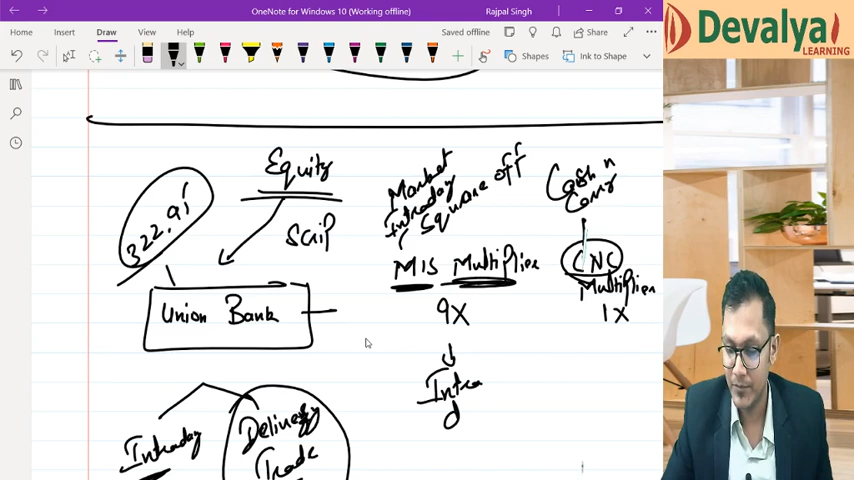 OneNote for Windows 10 (Working offline)
Rajpal Singh
Home
Insert
Draw
View
Help
Saved offline
Share
Shapes
Ink to Shape
Devalya
LEARNING
Equity
Scrip
322.91
Union Bank
Intraday
Delivery
Trade
Market
Intraday
Square off
MIS Multiplier
9X
Intra
d
Cash n
Carry
CNC
Multiplier
1X